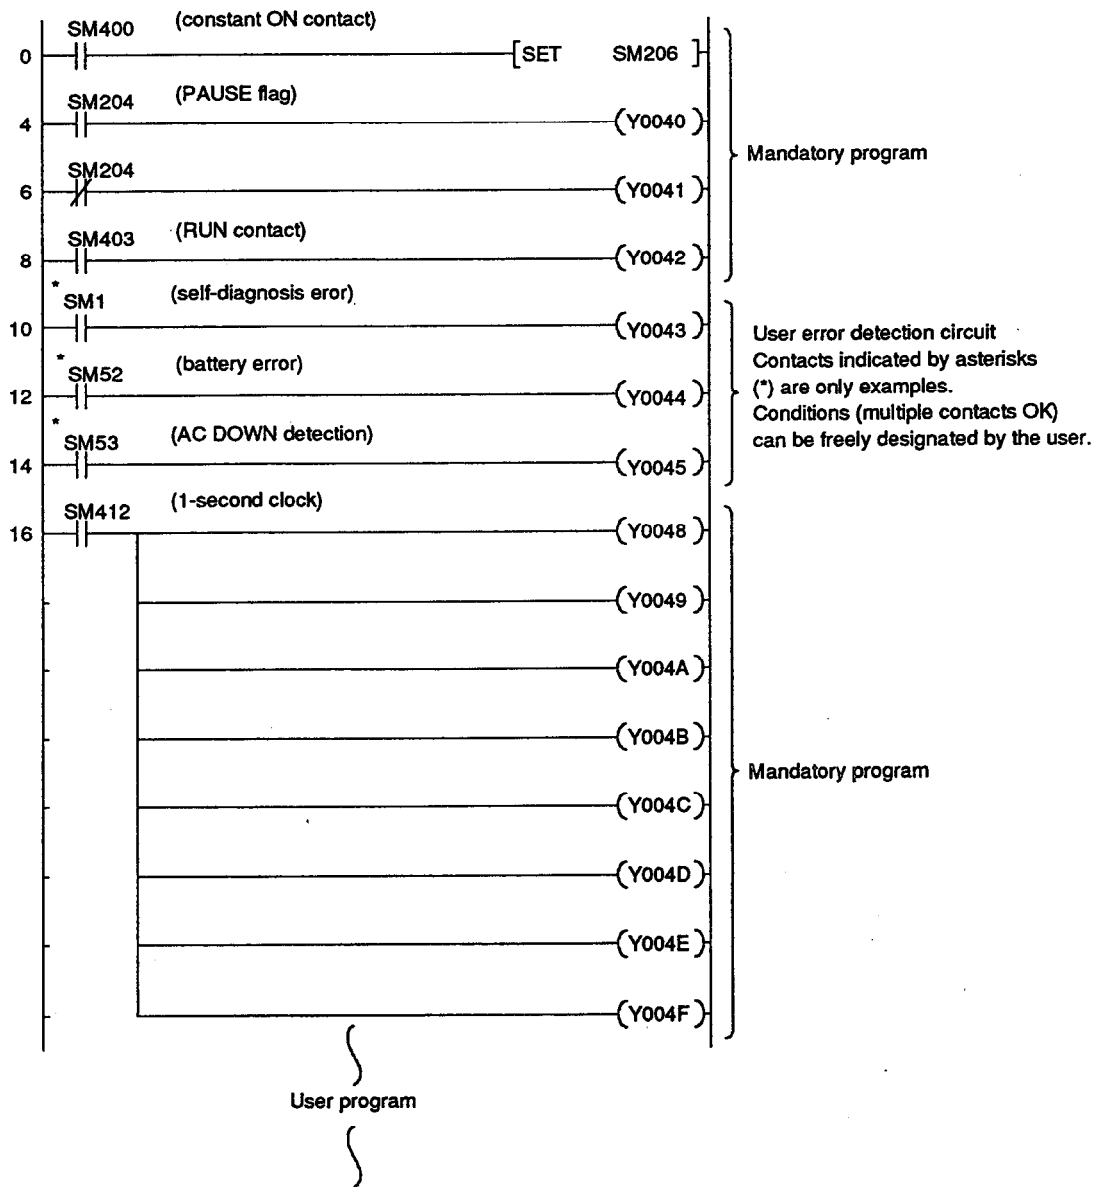 SM400 (constant ON contact)
0 [SET SM206 ]
SM204 (PAUSE flag)
4 (Y0040)
Mandatory program
SM204
6 (Y0041)
SM403 (RUN contact)
8 (Y0042)
* SM1 (self-diagnosis eror)
10 (Y0043)
User error detection circuit
Contacts indicated by asterisks
(*) are only examples.
Conditions (multiple contacts OK)
can be freely designated by the user.
* SM52 (battery error)
12 (Y0044)
* SM53 (AC DOWN detection)
14 (Y0045)
SM412 (1-second clock)
16 (Y0048)
(Y0049)
(Y004A)
(Y004B)
Mandatory program
(Y004C)
(Y004D)
(Y004E)
(Y004F)
User program